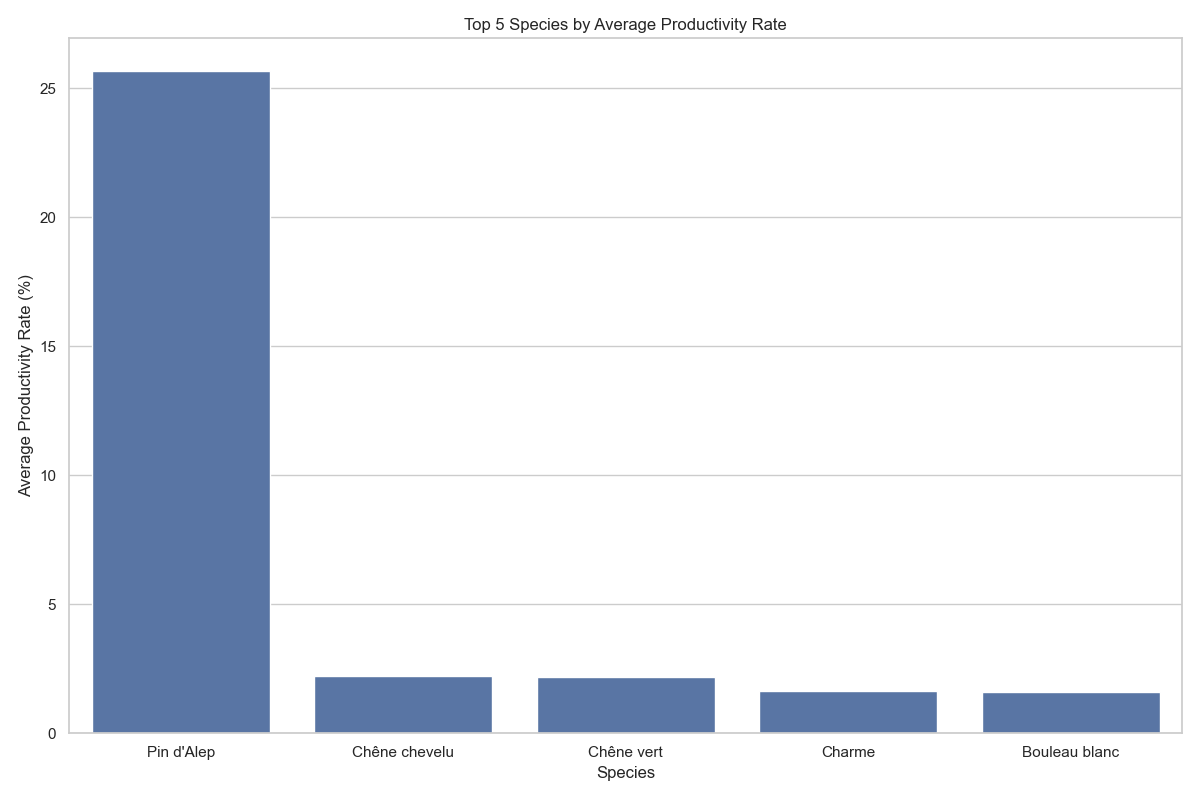 Top 5 Species by Average Productivity Rate
Average Productivity Rate (%)
25
20
15
10
5
0
Pin d'Alep
Chêne chevelu
Chêne vert
Charme
Bouleau blanc
Species